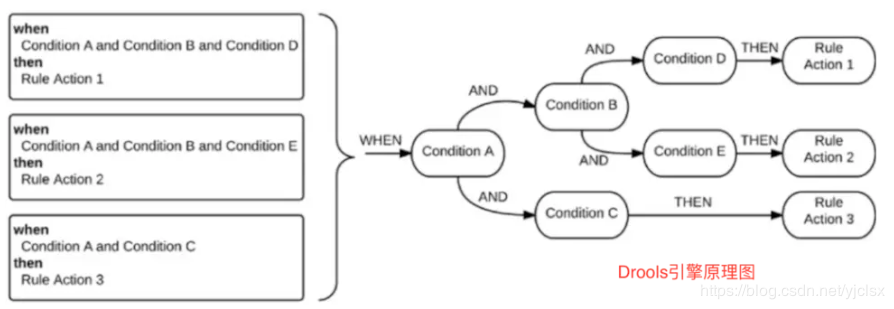 when
Condition A and Condition B and Condition D
then
Rule Action 1
when
Condition A and Condition B and Condition E
then
Rule Action 2
when
Condition A and Condition C
then
Rule Action 3
WHEN
Condition A
AND
Condition B
AND
Condition D
THEN
Rule
Action 1
AND
Condition E
THEN
Rule
Action 2
AND
Condition C
THEN
Rule
Action 3
Drools引擎原理图
https://blog.csdn.net/yjclsx